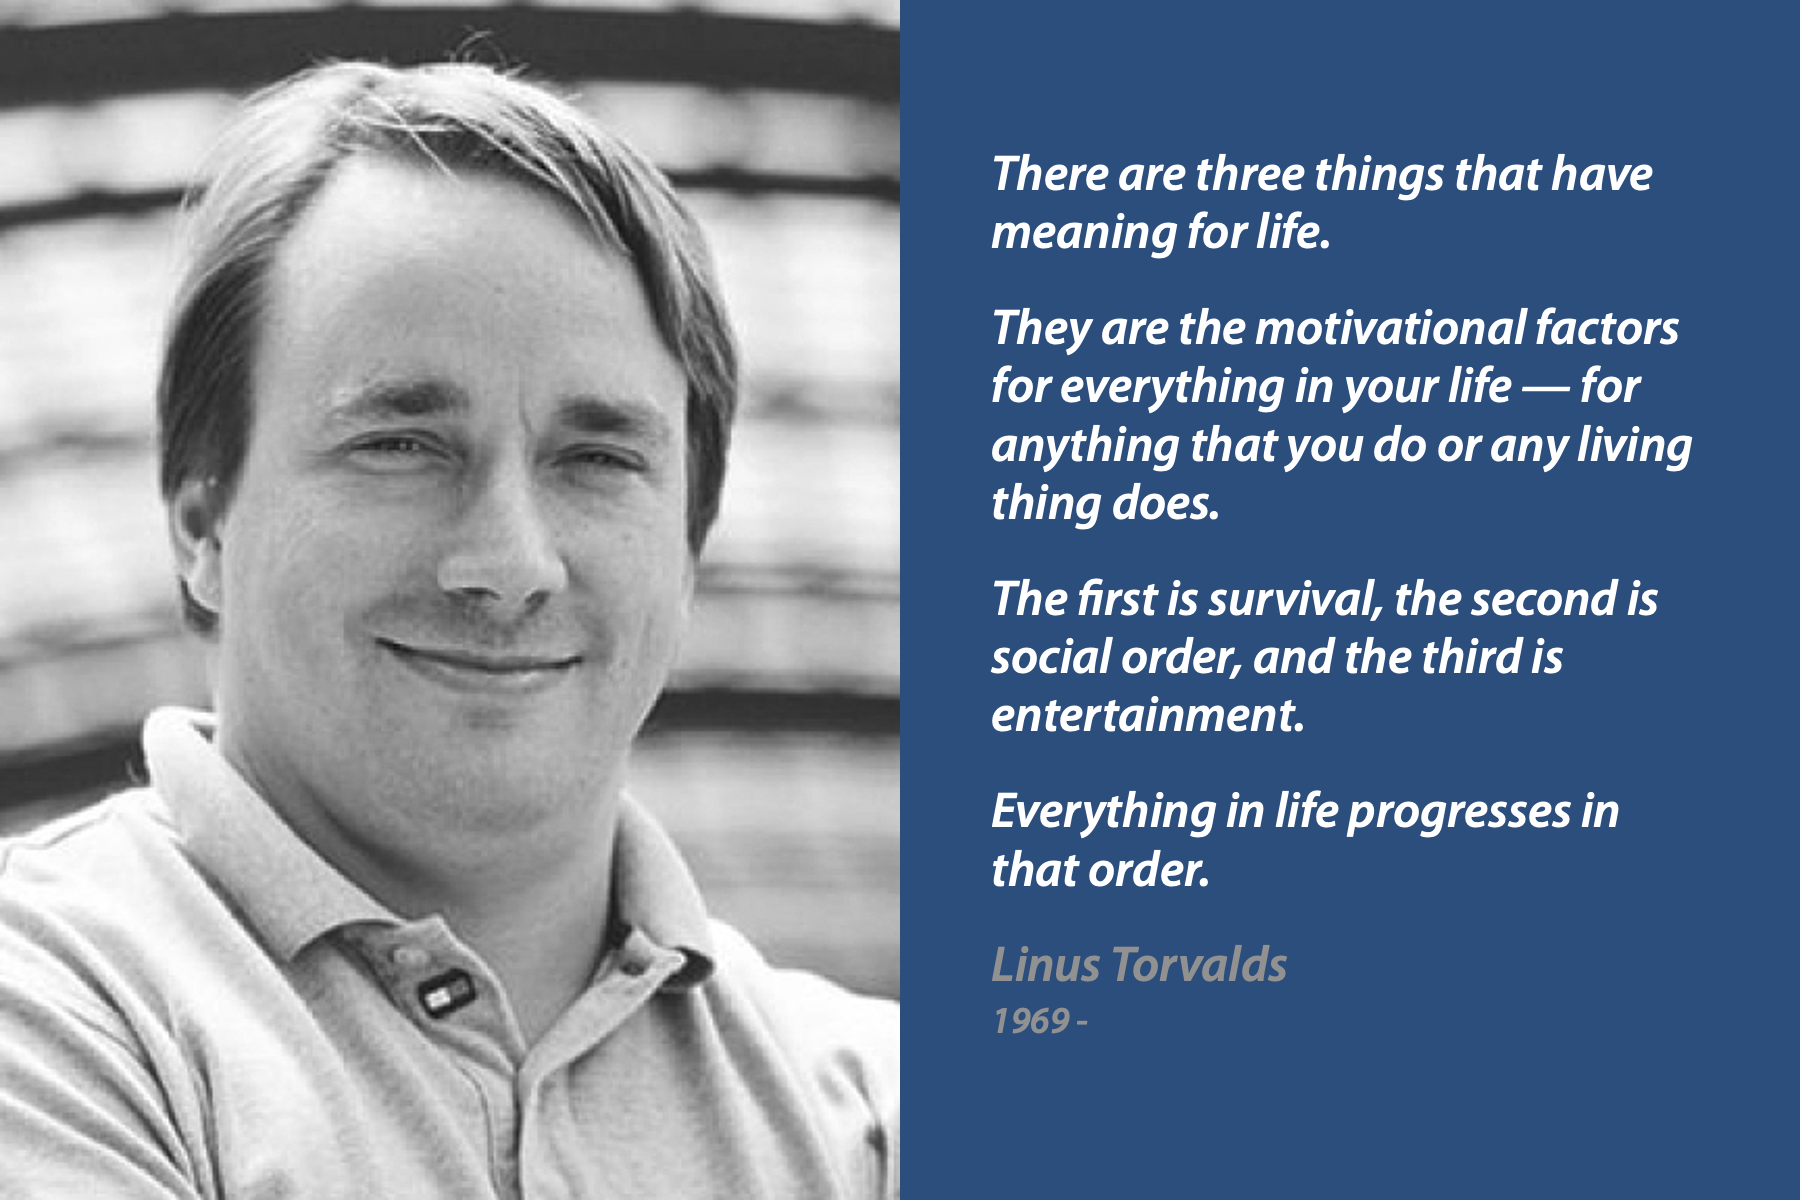 There are three things that have
meaning for life.
They are the motivational factors
for everything in your life — for
anything that you do or any living
thing does.
The first is survival, the second is
social order, and the third is
entertainment.
Everything in life progresses in
that order.
Linus Torvalds
1969 -